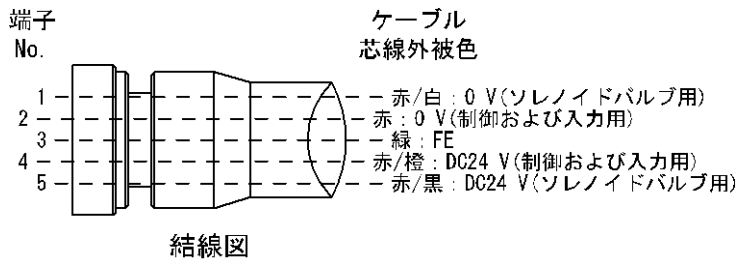 端子
No.
ケーブル
芯線外被色
1 赤/白：0 V(ソレノイドバルブ用)
2 赤：0 V(制御および入力用)
3 緑：FE
4 赤/橙：DC24 V(制御および入力用)
5 赤/黒：DC24 V(ソレノイドバルブ用)
結線図